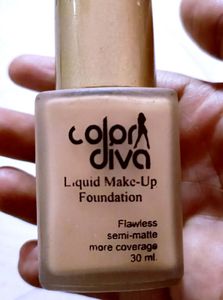 color
diva
Liquid Make-Up
Foundation
Flawless
semi-matte
more coverage
30 ml.